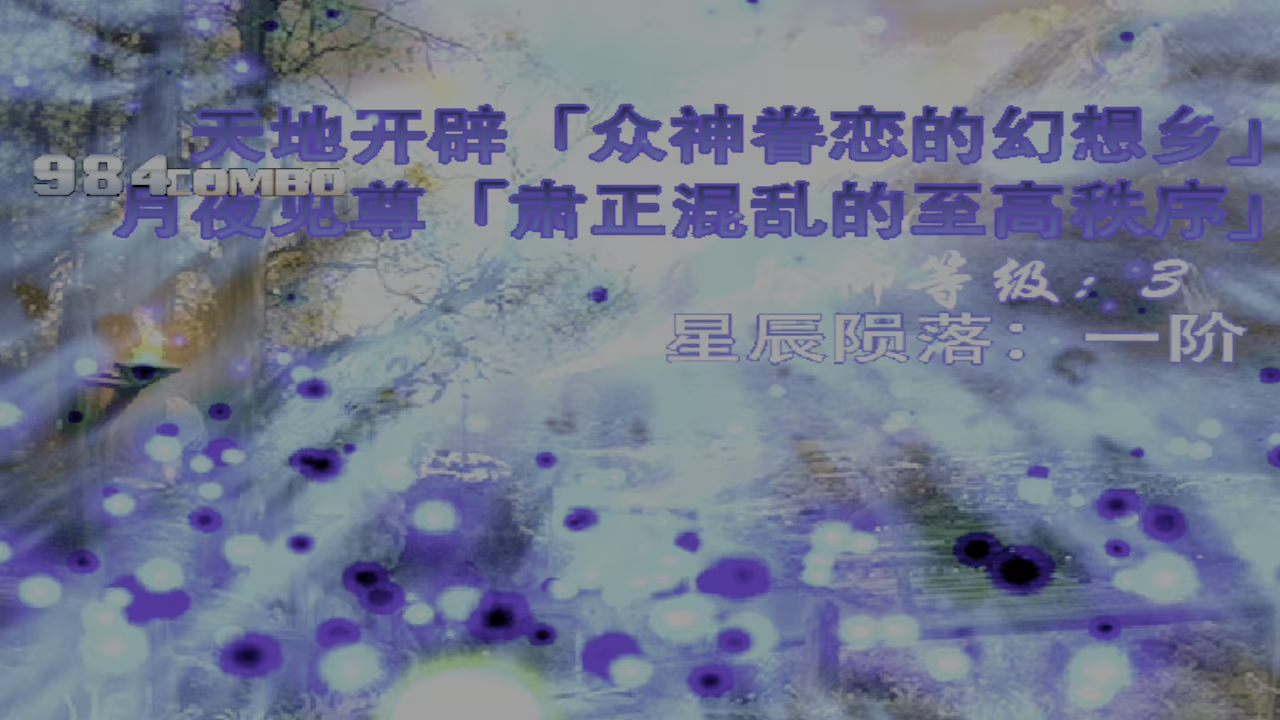 天地开辟「众神眷恋的幻想乡」
984COMBO
月夜见尊「肃正混乱的至高秩序」
等级：3
星辰陨落：一阶